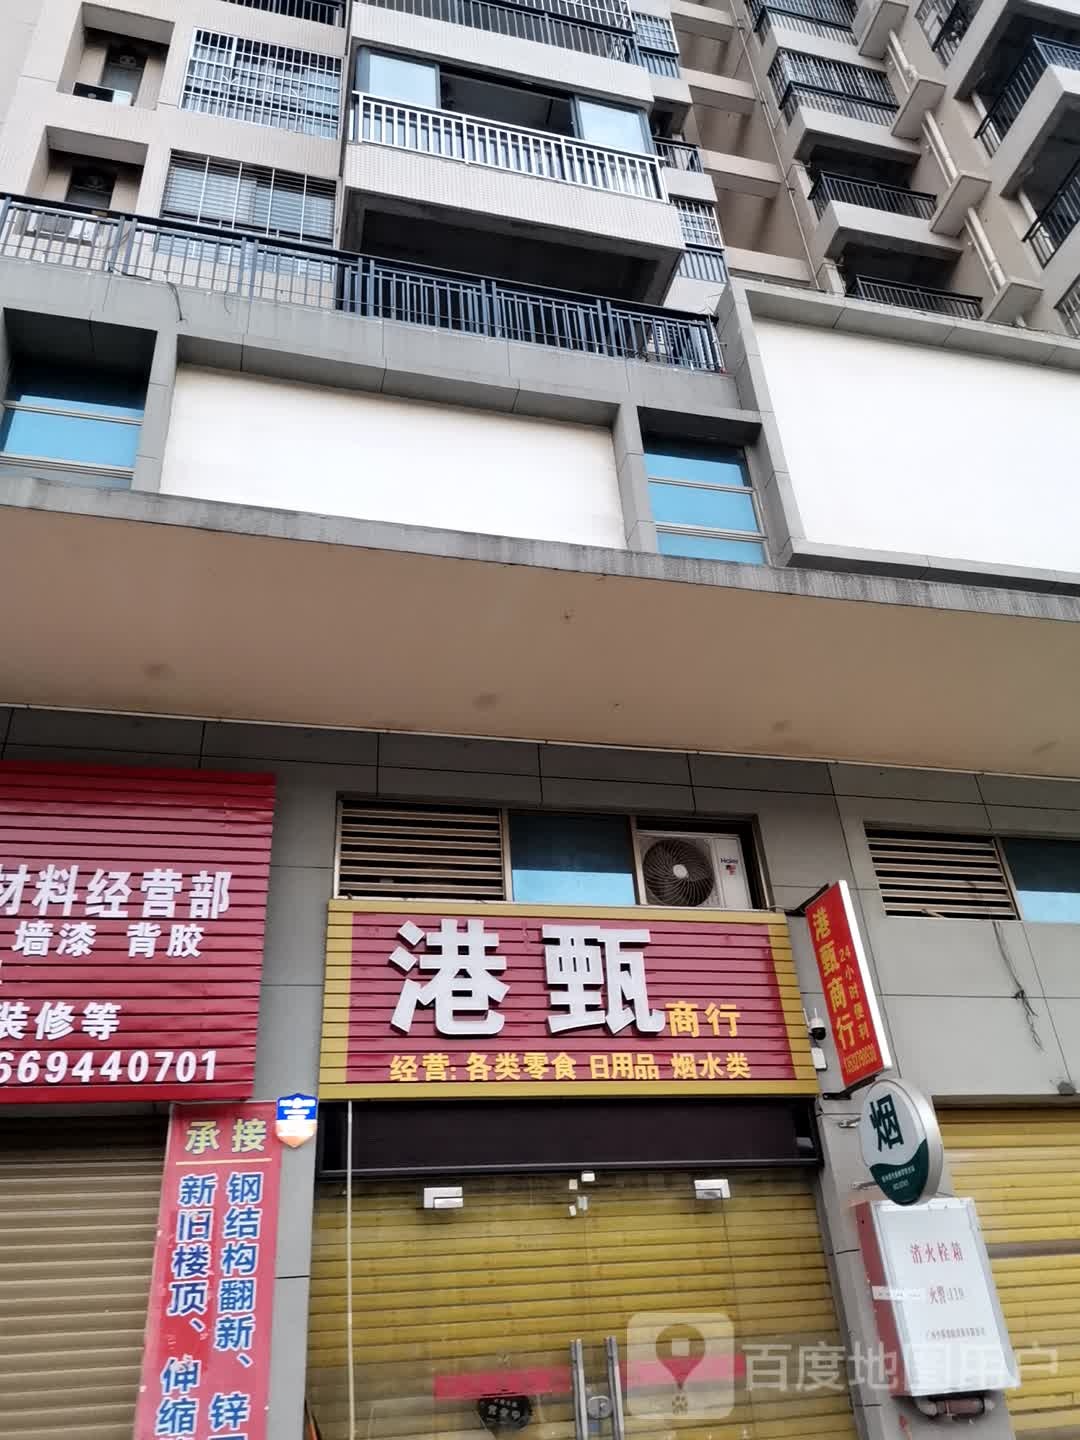 材料经营部
墙漆 背胶
装修等
669440701
承接
钢结构翻新、锌
新旧楼顶、伸缩
Haier
港甄商行
经营:各类零食 日用品 烟水类
港甄商行
24小时便利
烟
消火栓箱
火警:119
百度地图用户